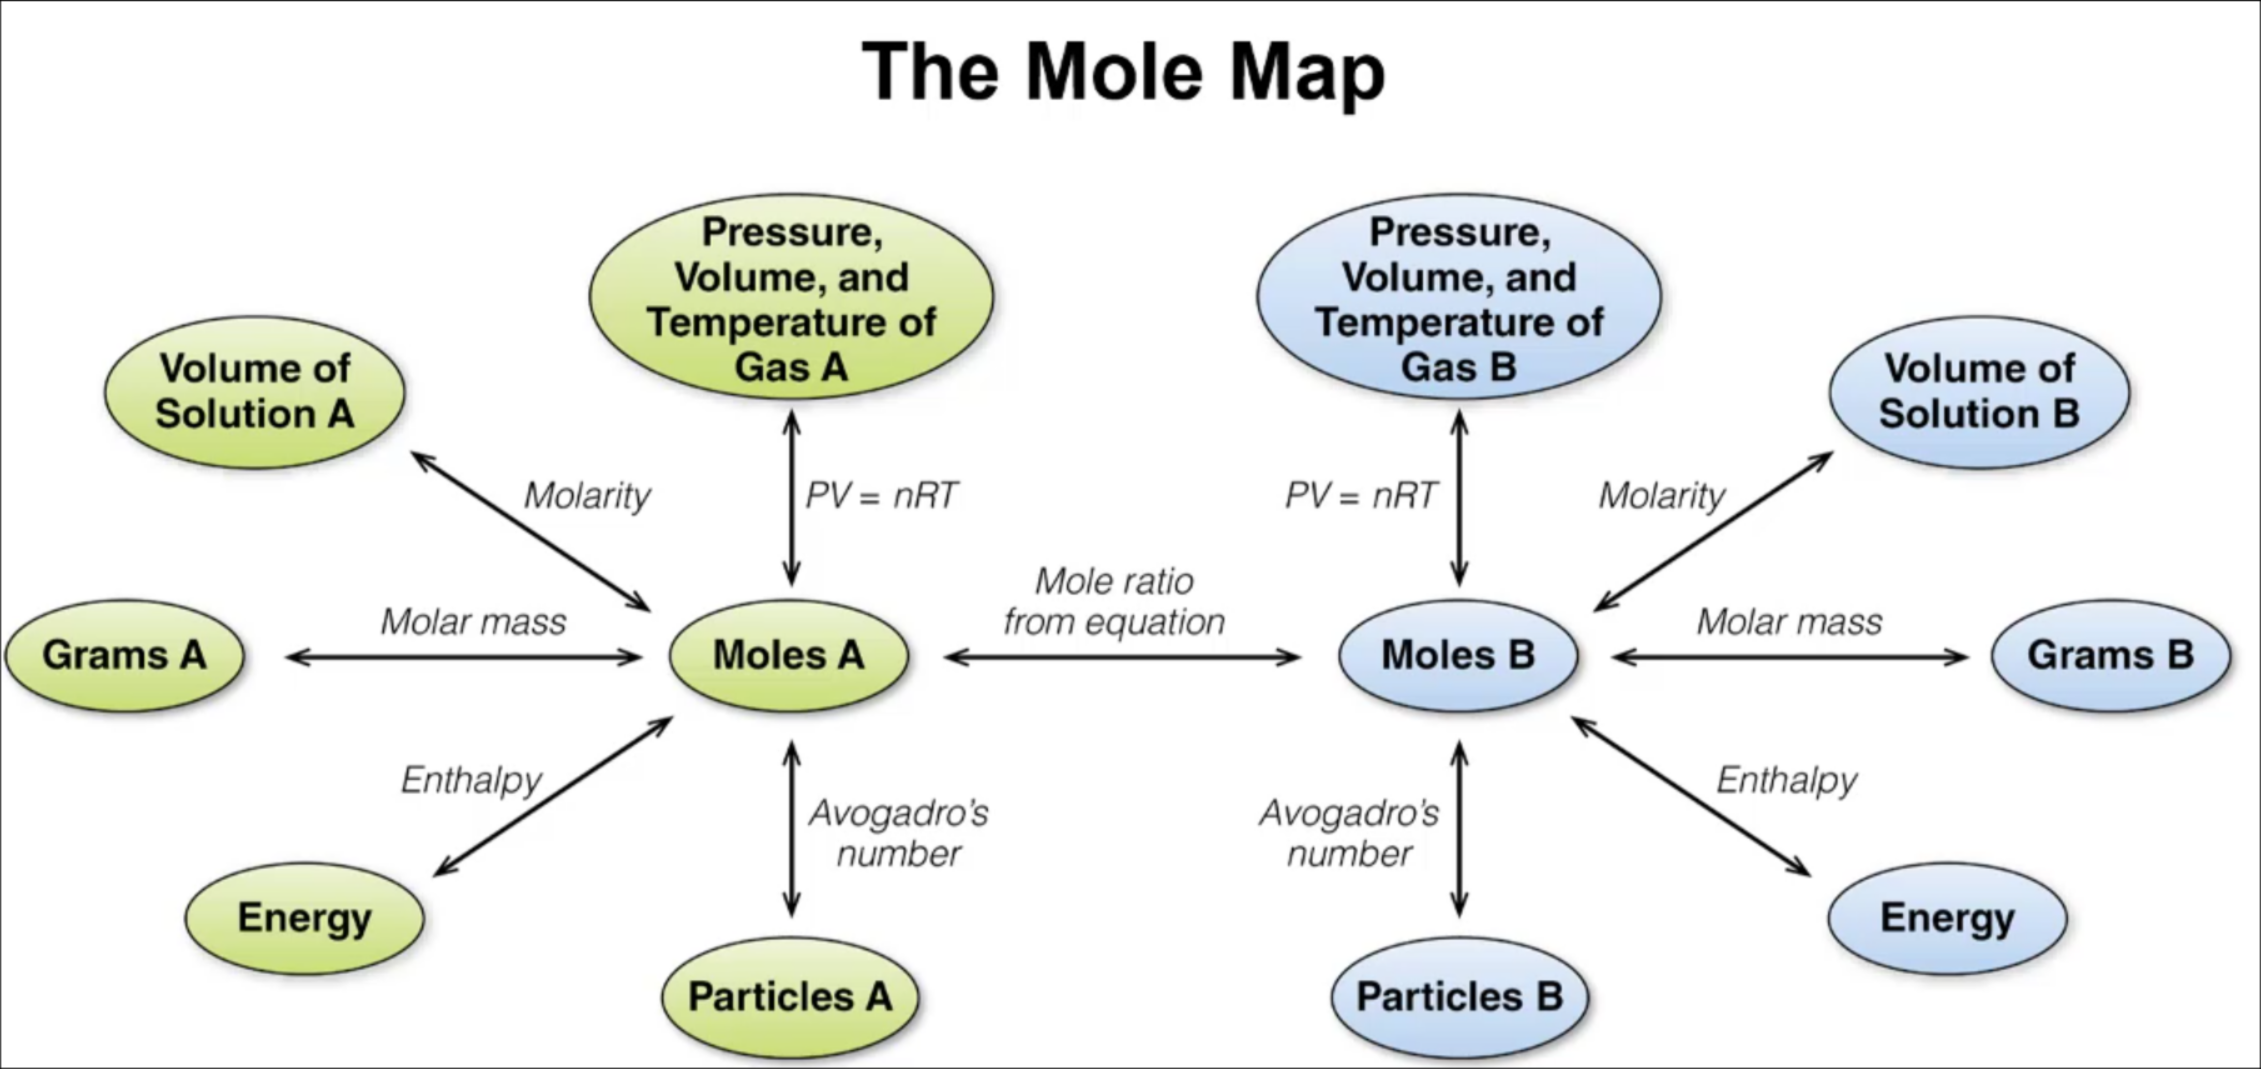 The Mole Map
Pressure,
Volume, and
Temperature of
Gas A
Pressure,
Volume, and
Temperature of
Gas B
Volume of
Solution A
Volume of
Solution B
Molarity
PV = nRT
PV = nRT
Molarity
Grams A
Molar mass
Moles A
Mole ratio
from equation
Moles B
Molar mass
Grams B
Enthalpy
Avogadro's
number
Avogadro's
number
Enthalpy
Energy
Particles A
Particles B
Energy